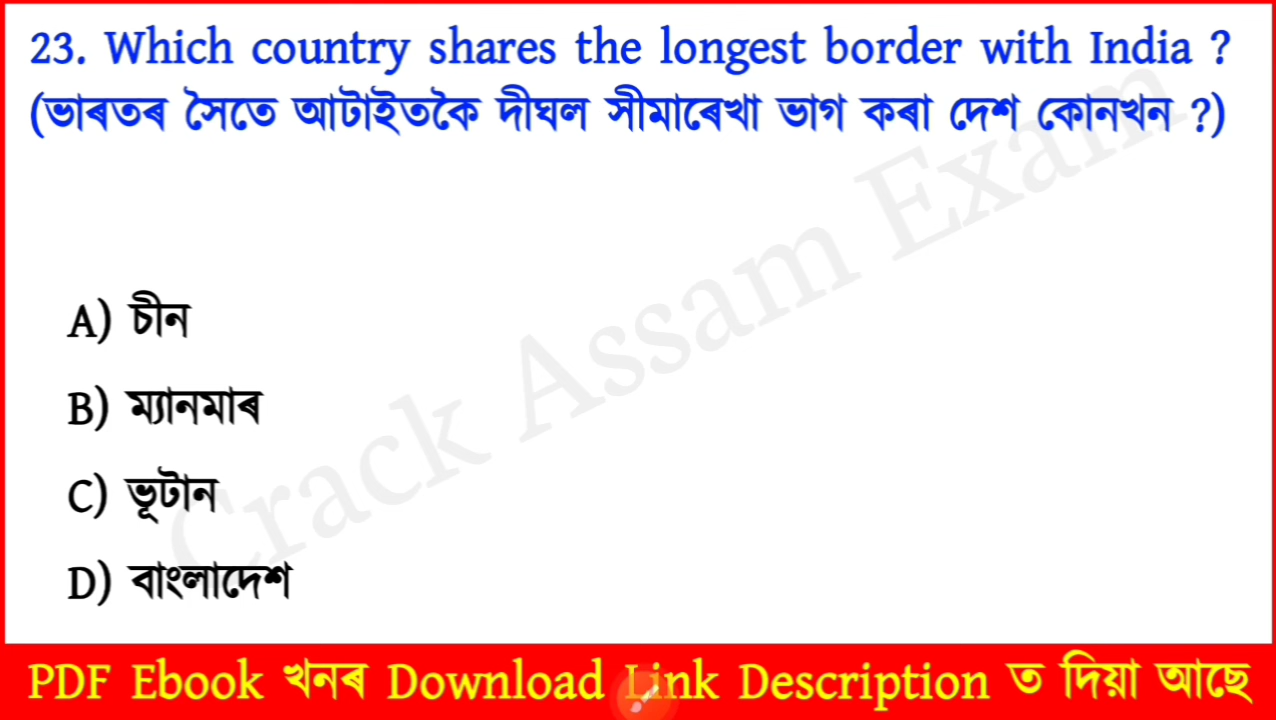 23. Which country shares the longest border with India ?
(ভাৰতৰ সৈতে আটাইতকৈ দীঘল সীমাৰেখা ভাগ কৰা দেশ কোনখন ?)
A) চীন
B) ম্যানমাৰ
C) ভূটান
D) বাংলাদেশ
Crack Assam Exam
PDF Ebook খনৰ Download Link Description ত দিয়া আছে